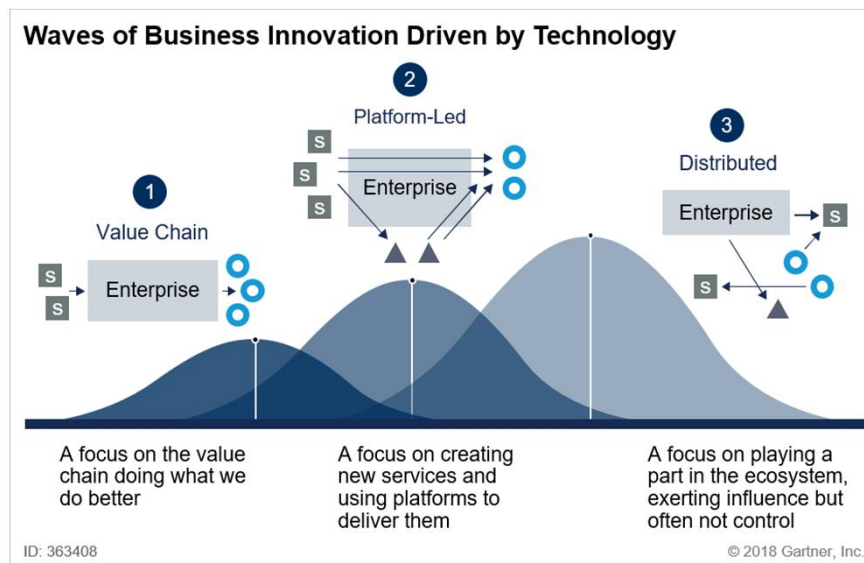 Waves of Business Innovation Driven by Technology
1
Value Chain
S
S
Enterprise
2
Platform-Led
S
S
S
Enterprise
3
Distributed
Enterprise
S
S
A focus on the value
chain doing what we
do better
A focus on creating
new services and
using platforms to
deliver them
A focus on playing a
part in the ecosystem,
exerting influence but
often not control
ID: 363408
© 2018 Gartner, Inc.